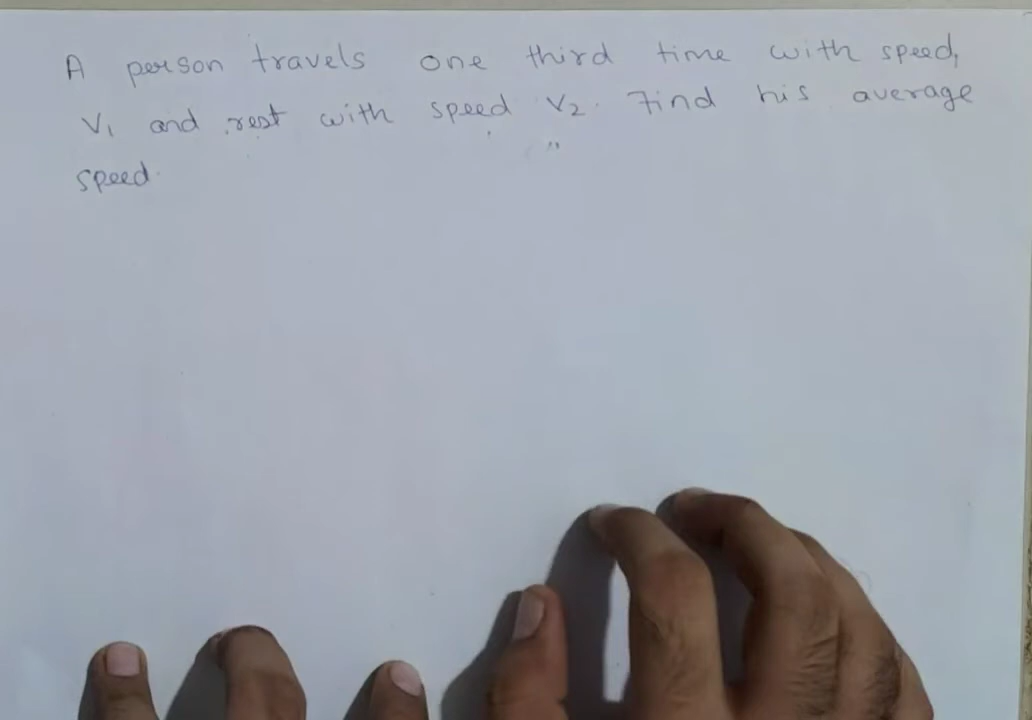 A person travels one third time with speed,
V₁ and rest with speed V₂. Find his average
speed.